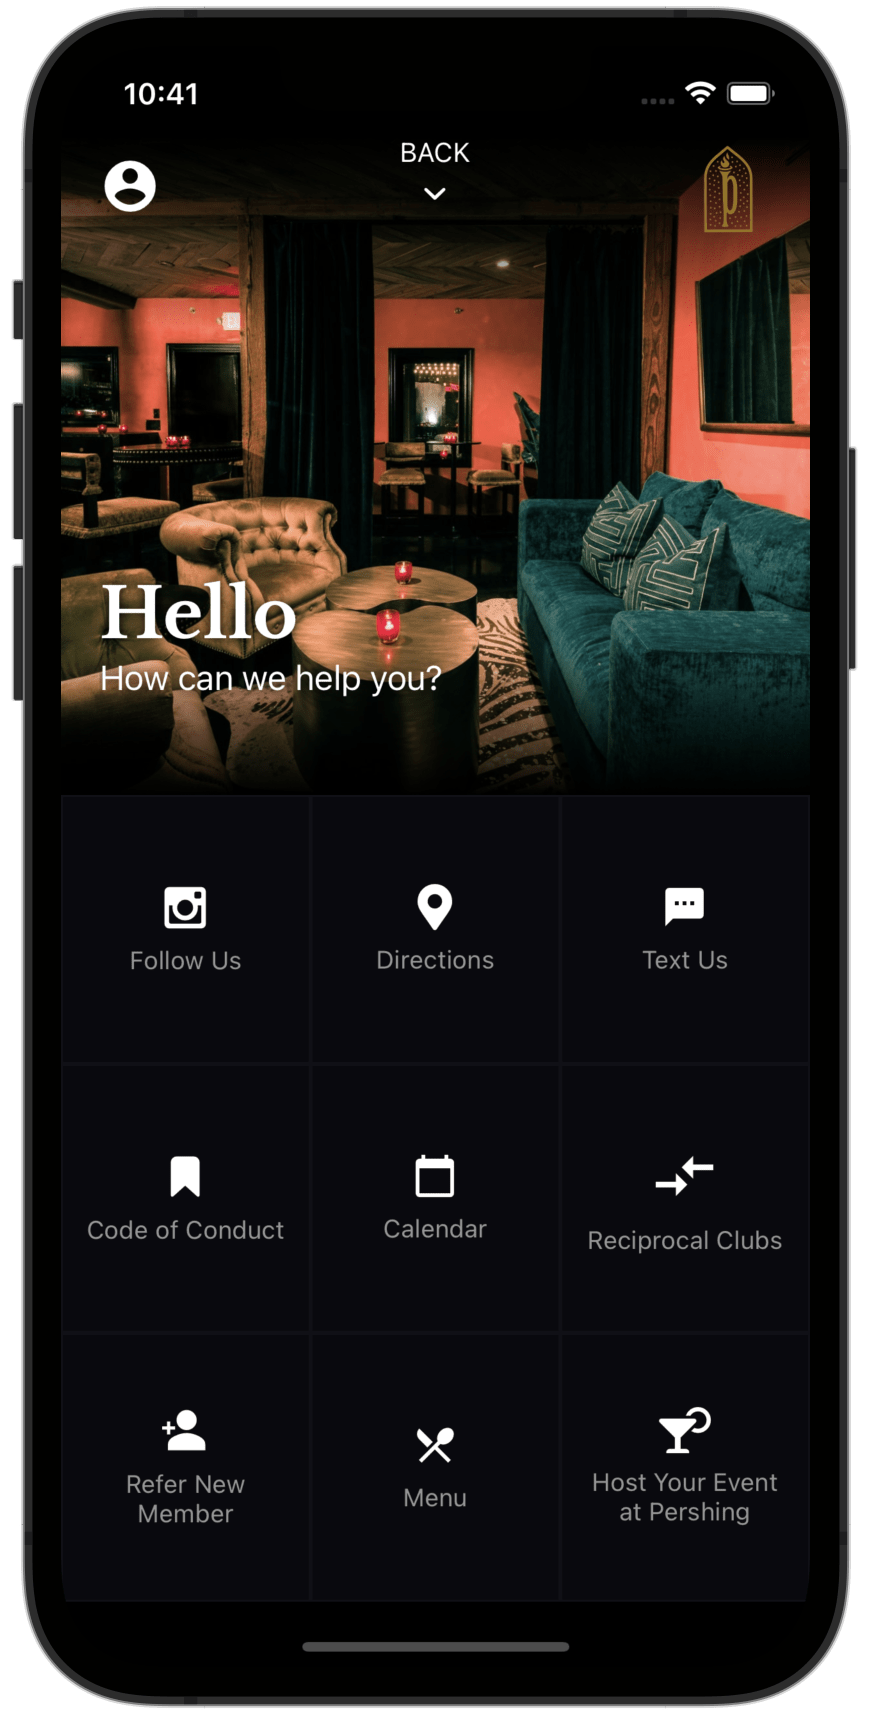 10:41
BACK
p
Hello
How can we help you?
Follow Us
Directions
Text Us
Code of Conduct
Calendar
Reciprocal Clubs
Refer New
Member
Menu
Host Your Event
at Pershing